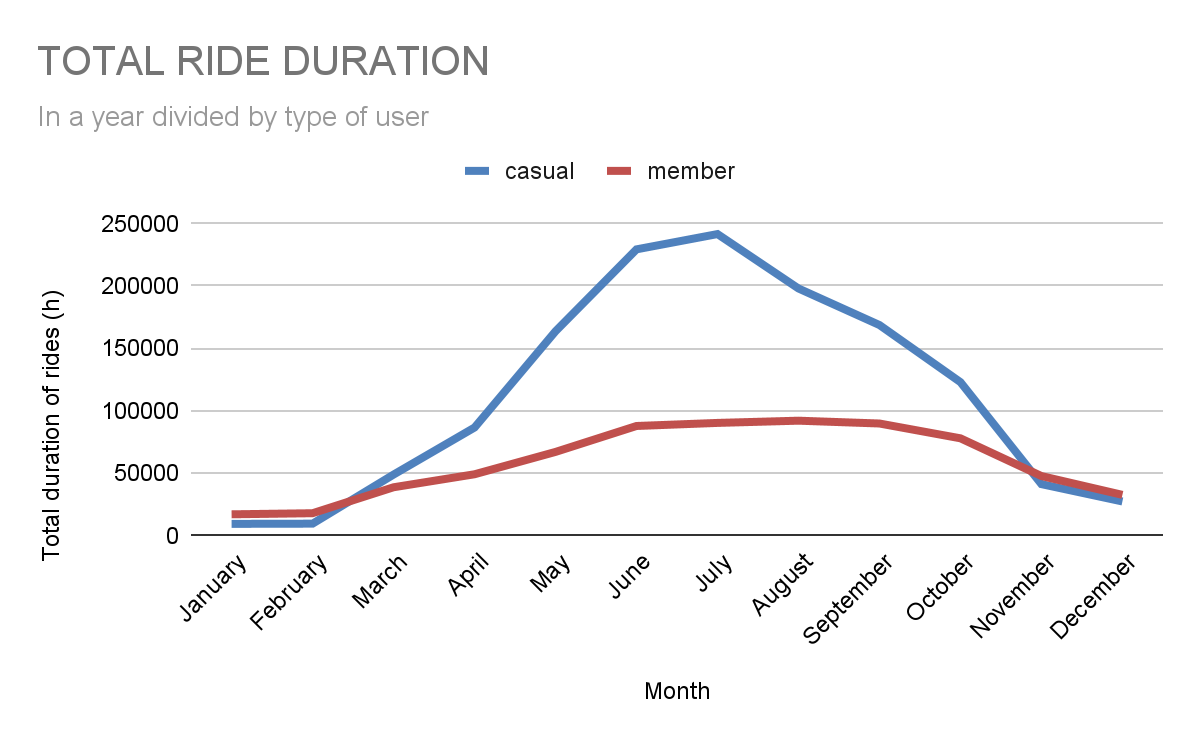 TOTAL RIDE DURATION
In a year divided by type of user
casual member
250000
200000
150000
100000
50000
0
Total duration of rides (h)
January February March April May June July August September October November December
Month